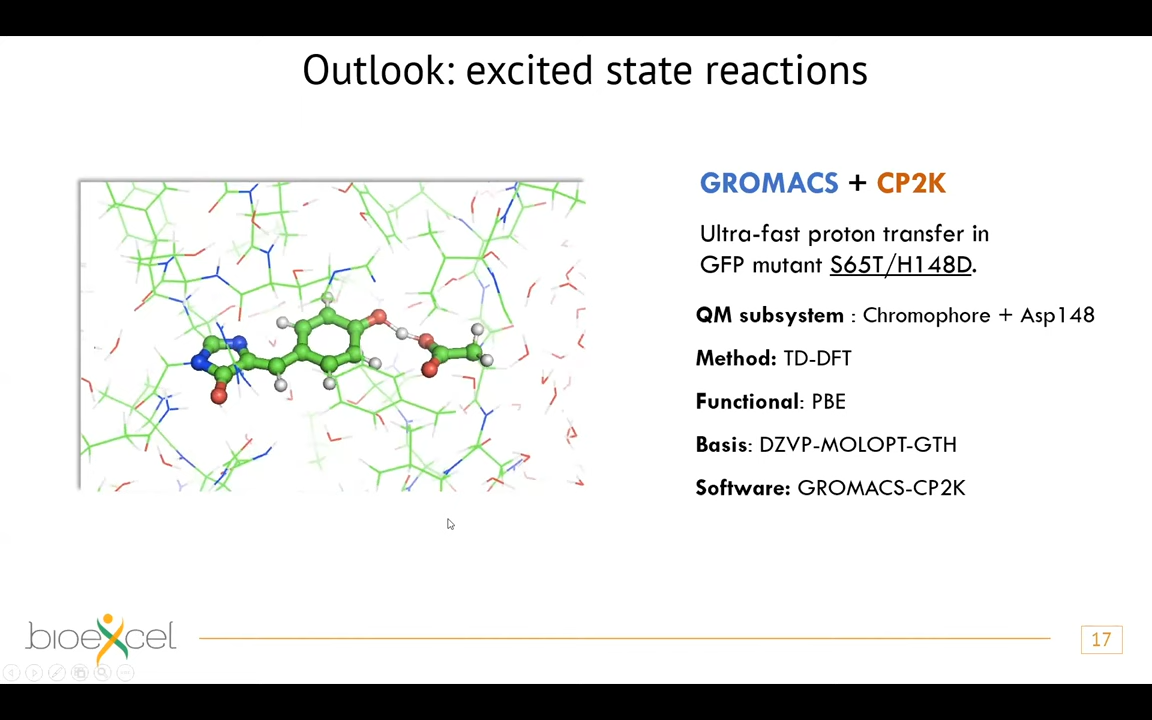 Outlook: excited state reactions
GROMACS + CP2K
Ultra-fast proton transfer in
GFP mutant S65T/H148D.
QM subsystem : Chromophore + Asp148
Method: TD-DFT
Functional: PBE
Basis: DZVP-MOLOPT-GTH
Software: GROMACS-CP2K
bioexcel
17